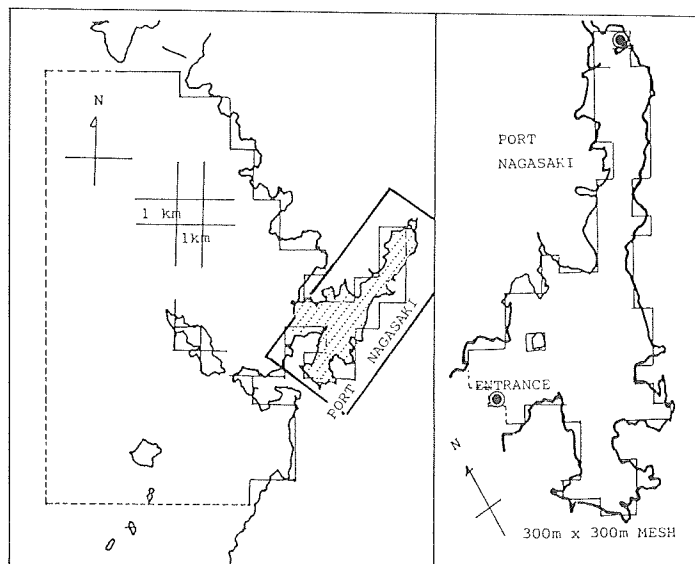 N
1 km
1km
PORT NAGASAKI
PORT
NAGASAKI
ENTRANCE
N
300m x 300m MESH